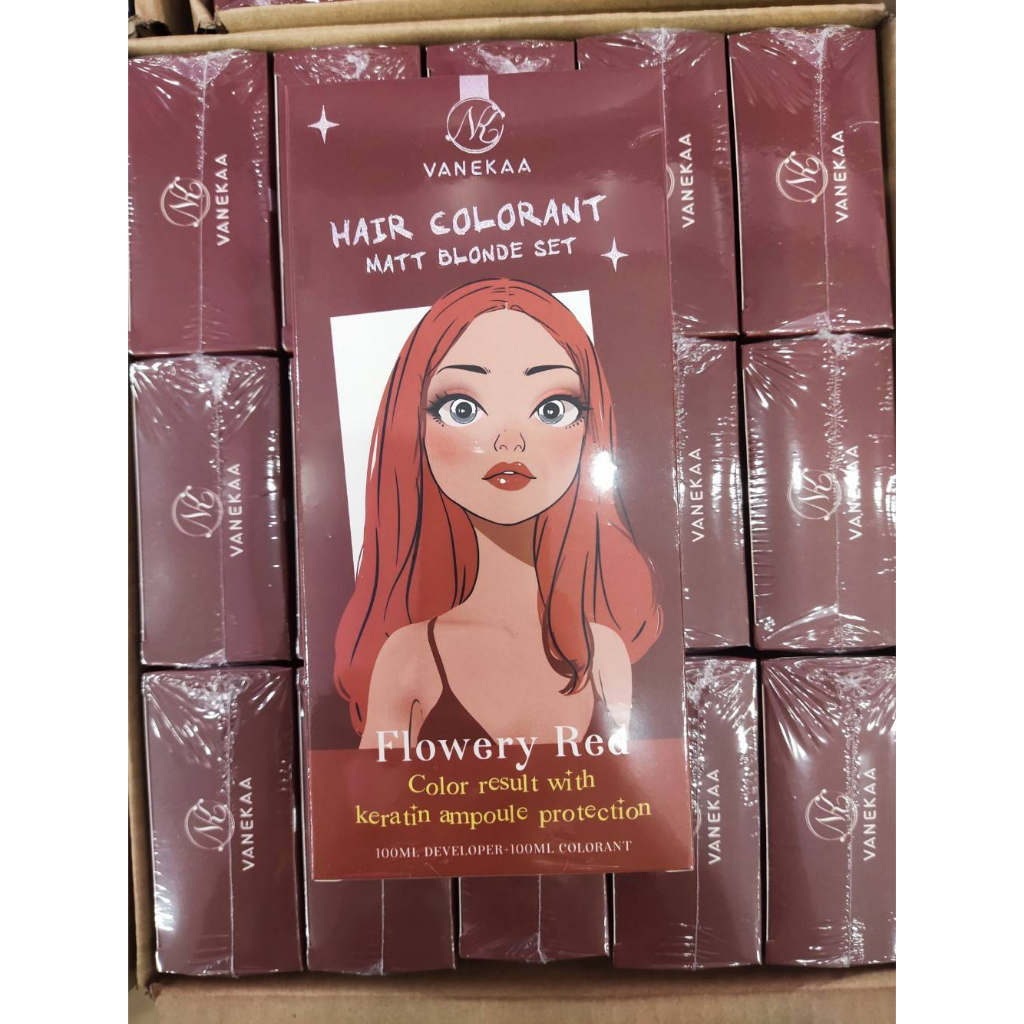 VANEKAA
HAIR COLORANT
MATT BLONDE SET
Flowery Red
Color result with
keratin ampoule protection
100ML DEVELOPER-100ML COLORANT
VANEKAA
VANEKAA
VANEKAA
VANEKAA
VANEKAA
VANEKAA
VANEKAA
VANEKAA
VANEKAA